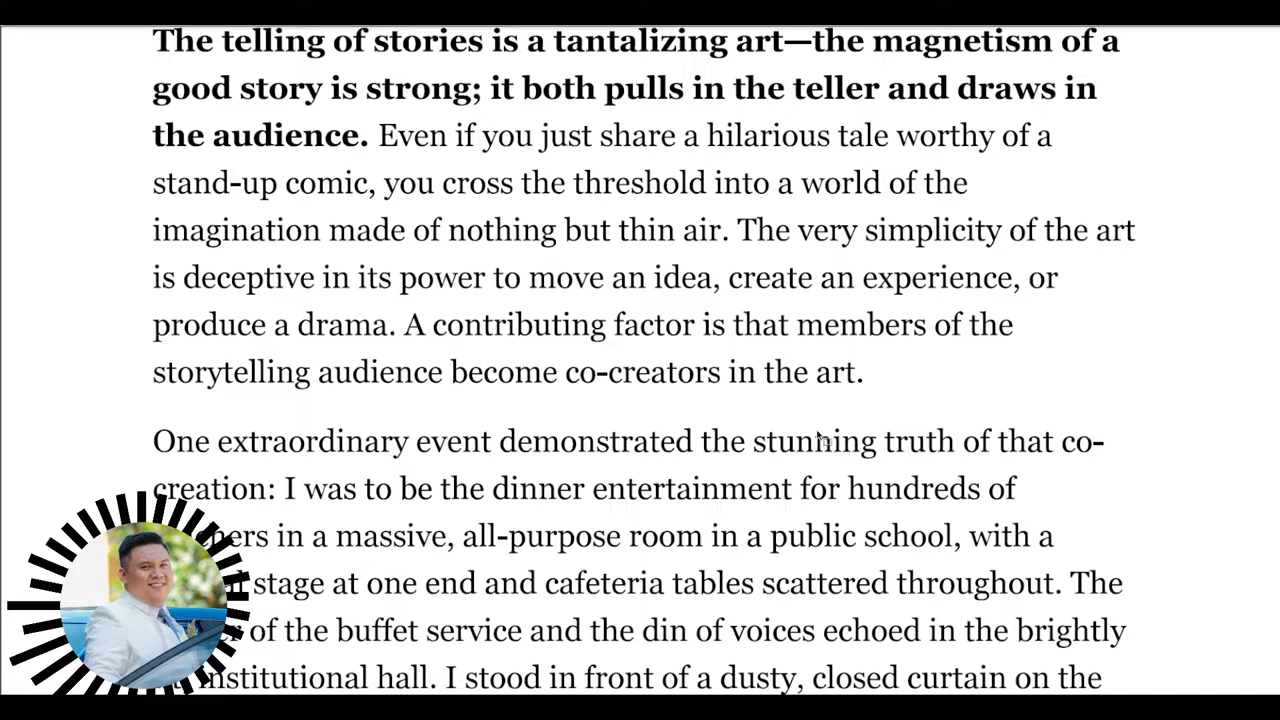 The telling of stories is a tantalizing art—the magnetism of a
good story is strong; it both pulls in the teller and draws in
the audience. Even if you just share a hilarious tale worthy of a
stand-up comic, you cross the threshold into a world of the
imagination made of nothing but thin air. The very simplicity of the art
is deceptive in its power to move an idea, create an experience, or
produce a drama. A contributing factor is that members of the
storytelling audience become co-creators in the art.
One extraordinary event demonstrated the stunning truth of that co-
creation: I was to be the dinner entertainment for hundreds of
in a massive, all-purpose room in a public school, with a
stage at one end and cafeteria tables scattered throughout. The
of the buffet service and the din of voices echoed in the brightly
institutional hall. I stood in front of a dusty, closed curtain on the